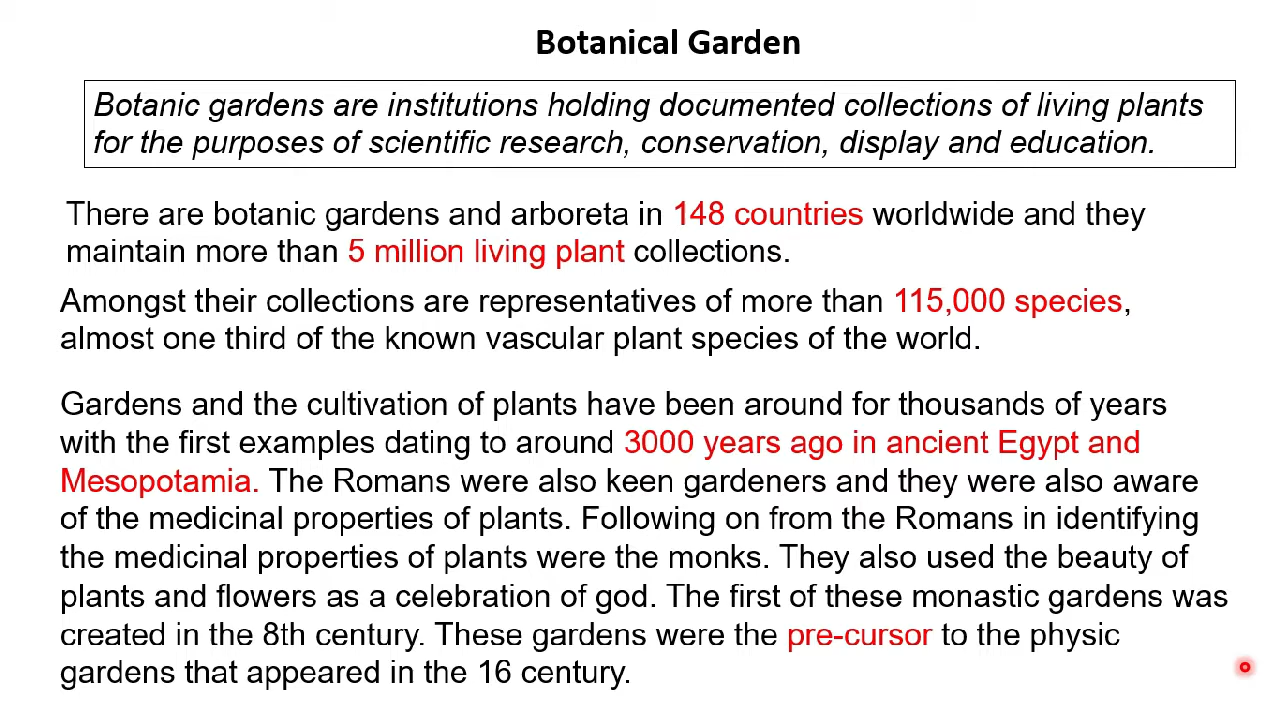 Botanical Garden
Botanic gardens are institutions holding documented collections of living plants
for the purposes of scientific research, conservation, display and education.
There are botanic gardens and arboreta in 148 countries worldwide and they
maintain more than 5 million living plant collections.
Amongst their collections are representatives of more than 115,000 species,
almost one third of the known vascular plant species of the world.
Gardens and the cultivation of plants have been around for thousands of years
with the first examples dating to around 3000 years ago in ancient Egypt and
Mesopotamia. The Romans were also keen gardeners and they were also aware
of the medicinal properties of plants. Following on from the Romans in identifying
the medicinal properties of plants were the monks. They also used the beauty of
plants and flowers as a celebration of god. The first of these monastic gardens was
created in the 8th century. These gardens were the pre-cursor to the physic
gardens that appeared in the 16 century.